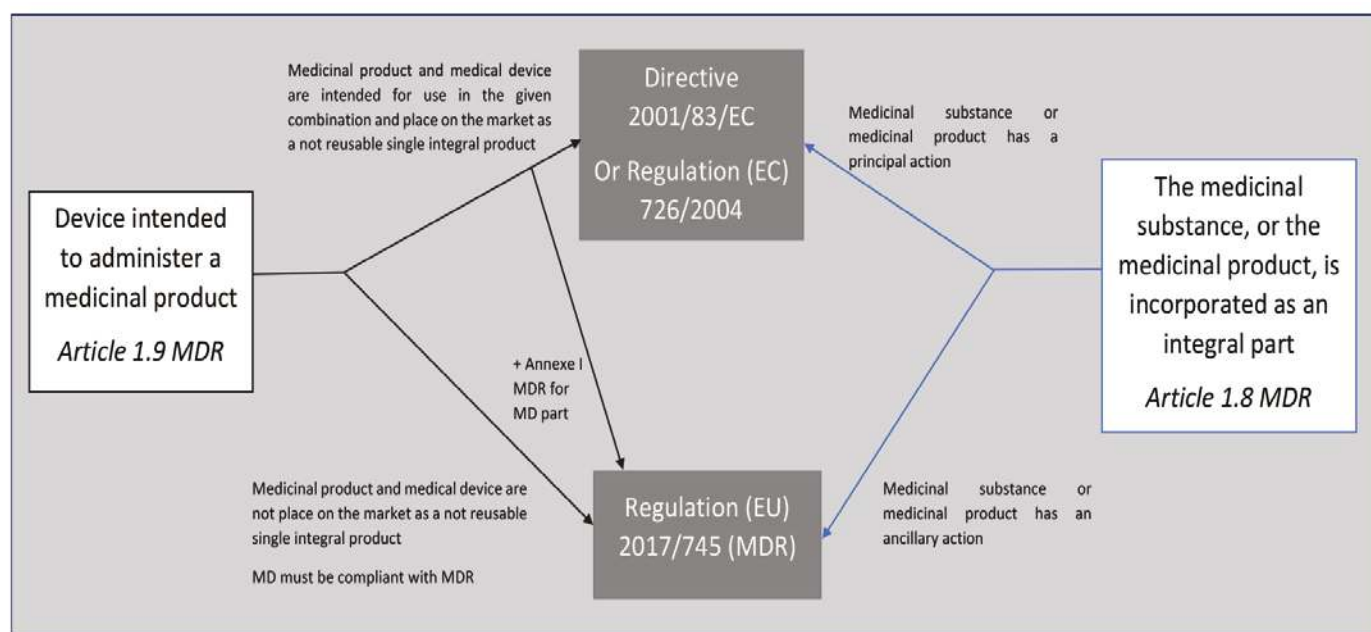 Medicinal product and medical device
are intended for use in the given
combination and place on the market as
a not reusable single integral product
Directive
2001/83/EC
Or Regulation (EC)
726/2004
Medicinal substance or
medicinal product has a
principal action
Device intended
to administer a
medicinal product
Article 1.9 MDR
The medicinal
substance, or the
medicinal product, is
incorporated as an
integral part
Article 1.8 MDR
+ Annexe I
MDR for
MD part
Medicinal product and medical device are
not place on the market as a not reusable
single integral product
MD must be compliant with MDR
Regulation (EU)
2017/745 (MDR)
Medicinal substance or
medicinal product has an
ancillary action